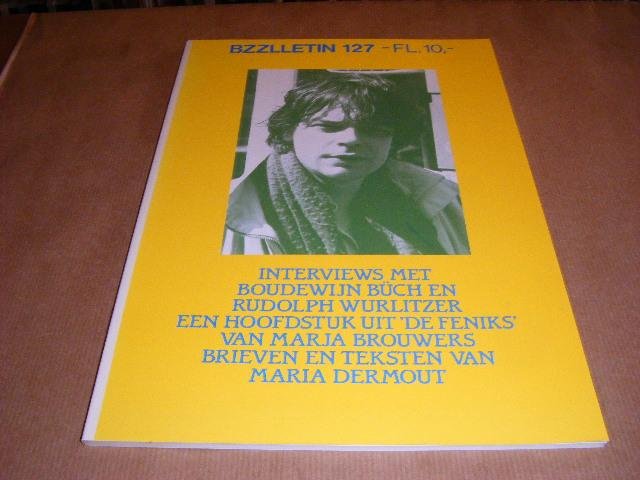 BZZLLETIN 127 - FL. 10,-
INTERVIEWS MET
BOUDEWIJN BÜCH EN
RUDOLPH WURLITZER
EEN HOOFDSTUK UIT 'DE FENIKS'
VAN MARJA BROUWERS
BRIEVEN EN TEKSTEN VAN
MARIA DERMOUT